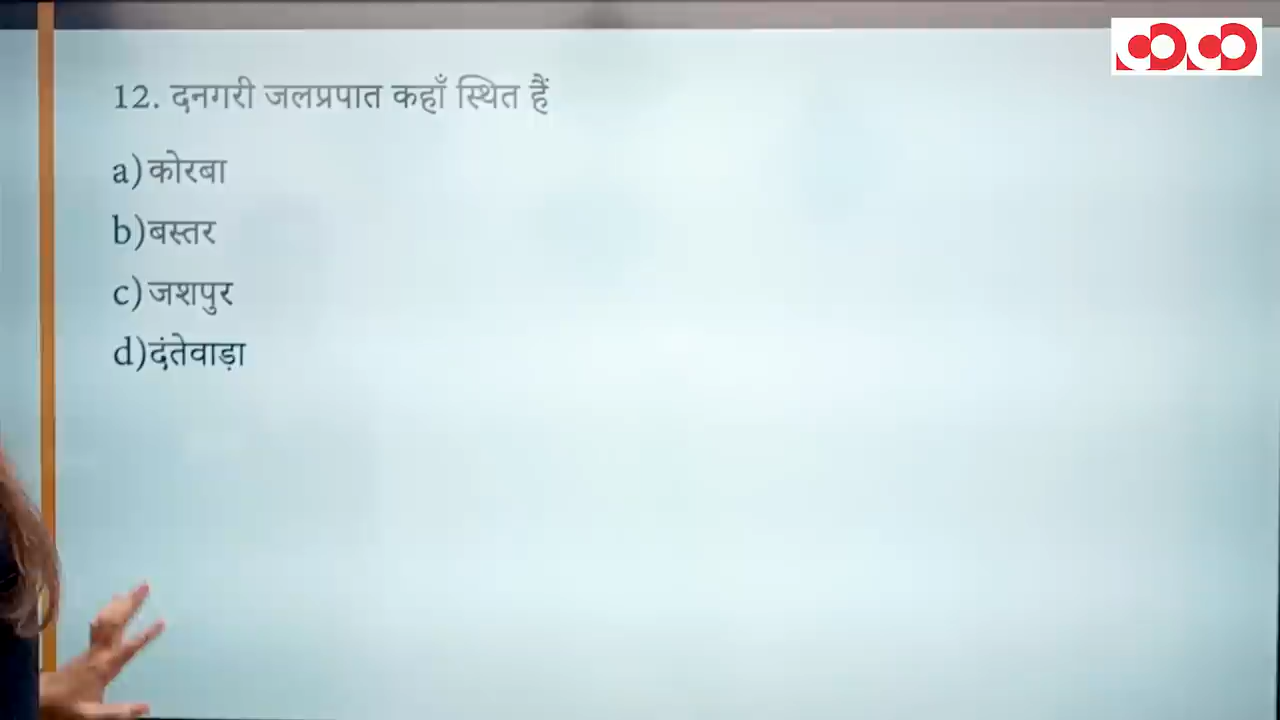 12. दनगरी जलप्रपात कहाँ स्थित हैं
a) कोरबा
b) बस्तर
c) जशपुर
d) दंतेवाड़ा